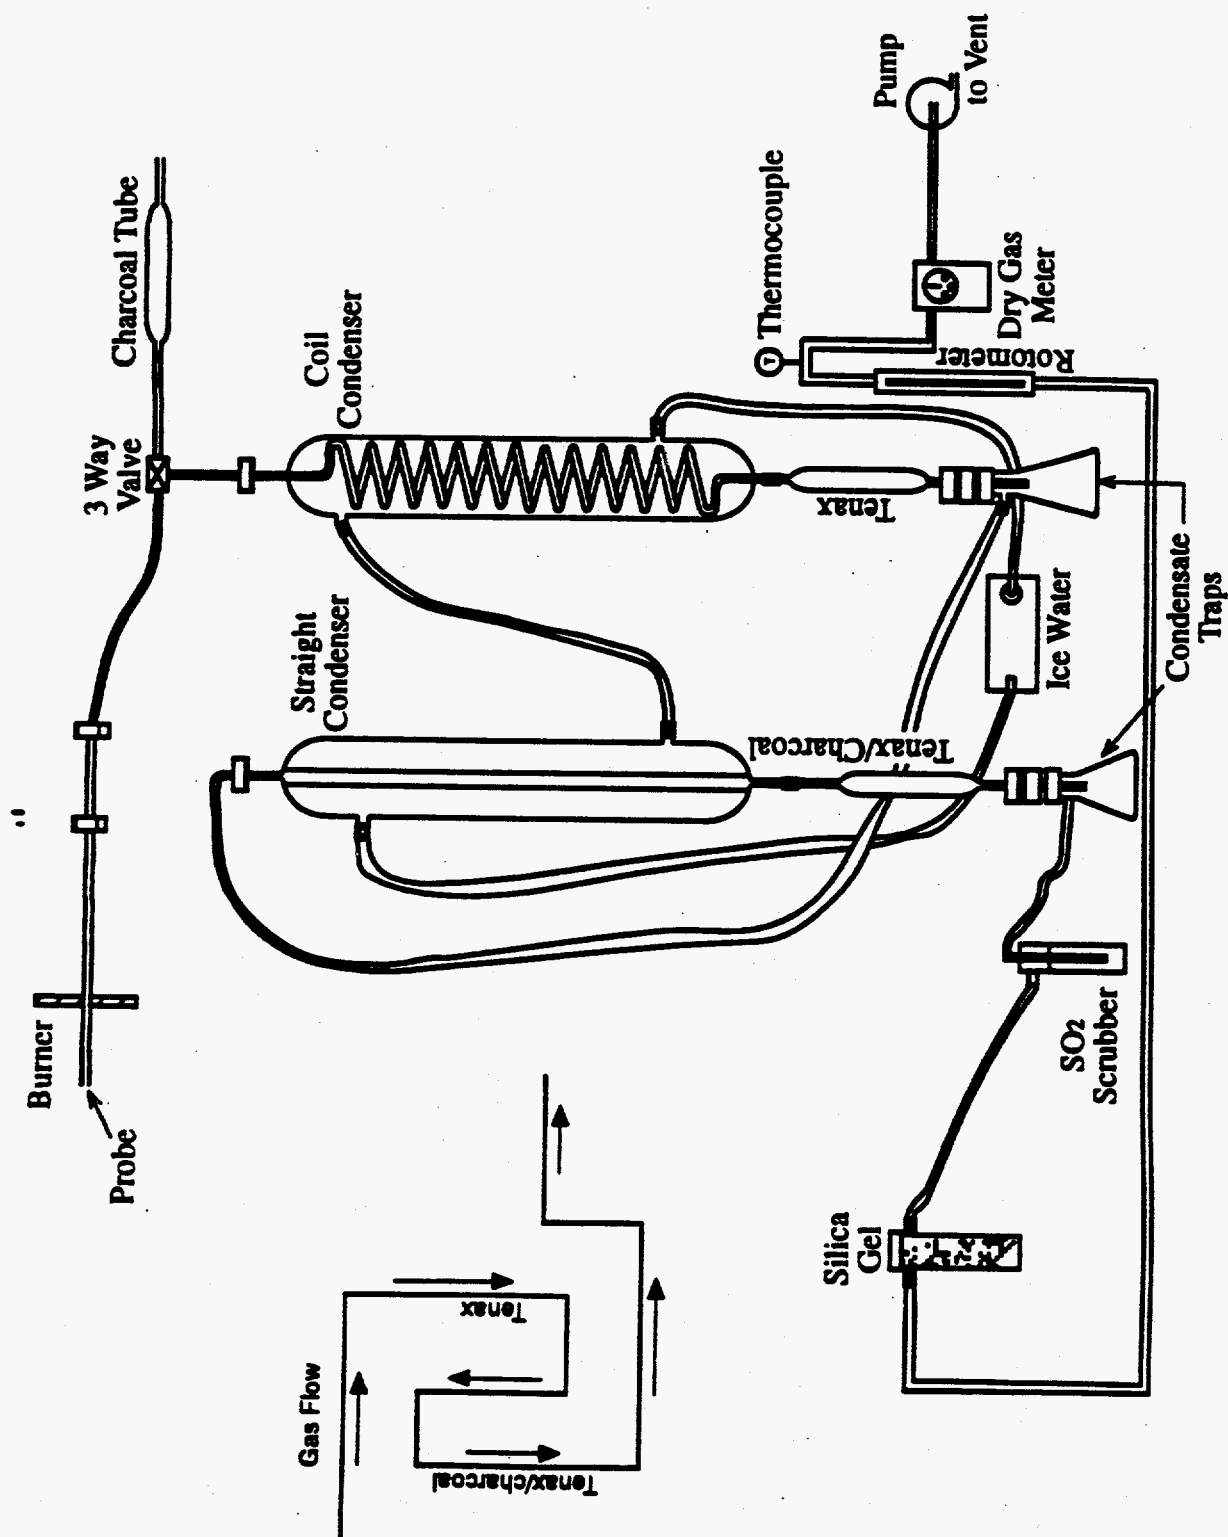 Pump
to Vent
Charcoal Tube
Thermocouple
Dry Gas
Meter
Rotometer
Coil
Condenser
3 Way
Valve
Tenax
Condensate
Traps
Ice Water
Straight
Condenser
Tenax/Charcoal
Burner
Probe
SO2
Scrubber
Silica
Gel
Gas Flow
Tenax
Tenax/charcoal
T